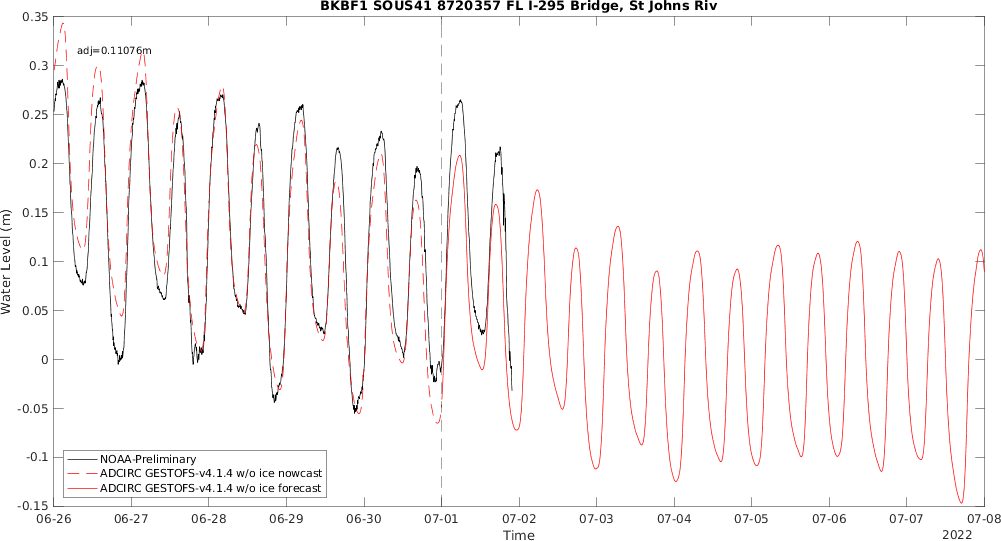 BKBF1 SOUS41 8720357 FL I-295 Bridge, St Johns Riv
0.35
0.3
0.25
0.2
0.15
0.1
0.05
0
-0.05
-0.1
-0.15
Water Level (m)
adj=0.11076m
NOAA-Preliminary
ADCIRC GESTOFS-v4.1.4 w/o ice nowcast
ADCIRC GESTOFS-v4.1.4 w/o ice forecast
06-26 06-27 06-28 06-29 06-30 07-01 07-02 07-03 07-04 07-05 07-06 07-07 07-08
Time
2022